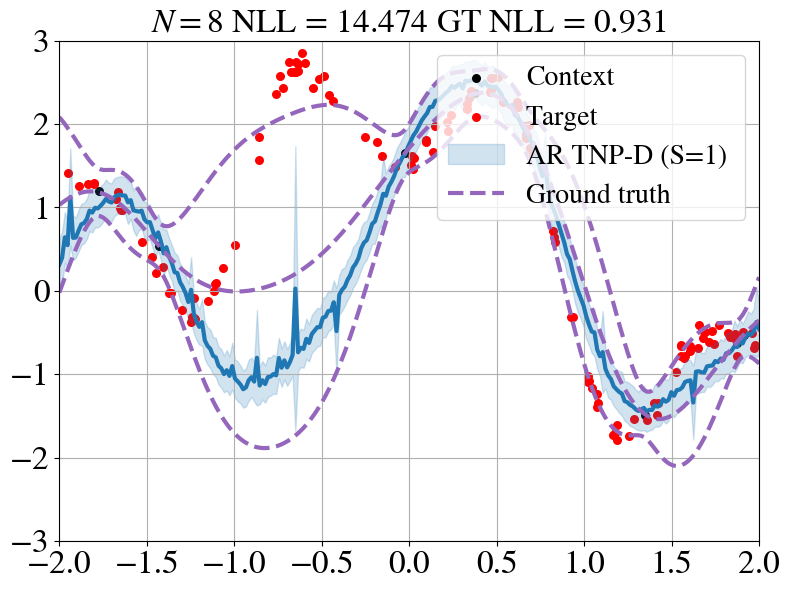 N = 8 NLL = 14.474 GT NLL = 0.931
3
2
1
0
−1
−2
−3
Context
Target
AR TNP-D (S=1)
Ground truth
−2.0 −1.5 −1.0 −0.5 0.0 0.5 1.0 1.5 2.0